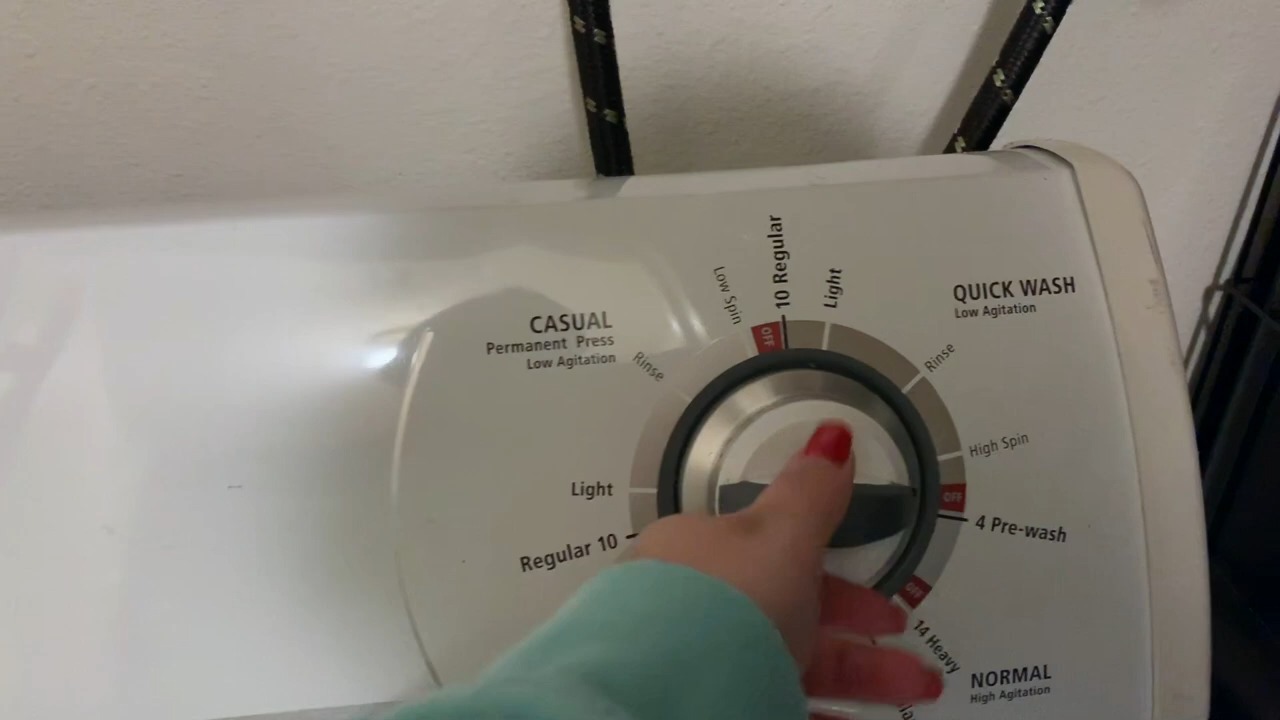 CASUAL
Permanent Press
Low Agitation
Rinse
Low Spin
OFF
10 Regular
Light
QUICK WASH
Low Agitation
Rinse
High Spin
OFF
4 Pre-wash
OFF
14 Heavy
NORMAL
High Agitation
Light
Regular 10